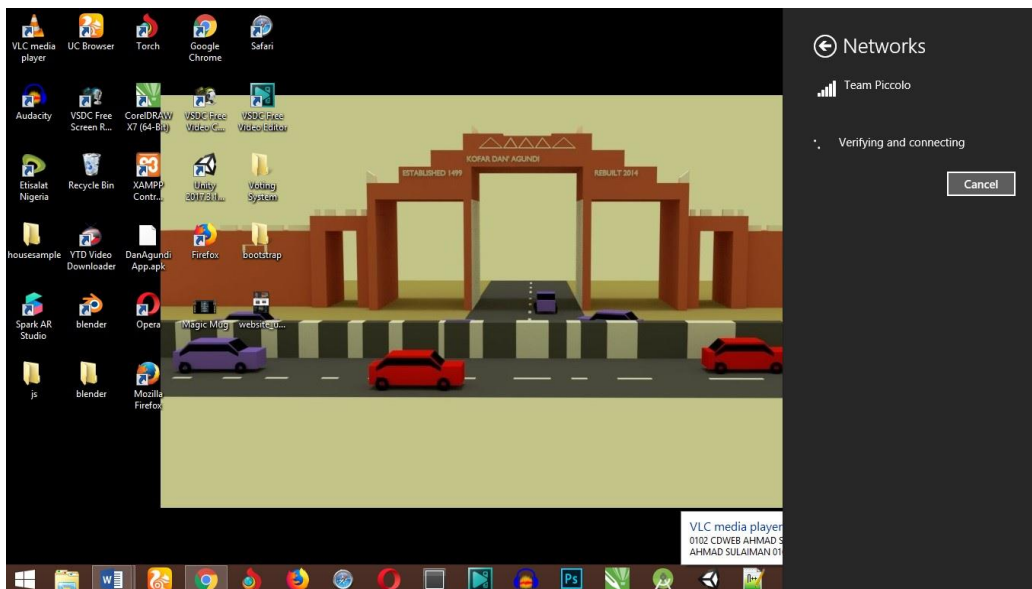 VLC media
player
UC Browser
Torch
Google
Chrome
Safari
Audacity
VSDC Free
Screen R...
CorelDRAW
X7 (64-Bit)
VSDC Free
Video C...
VSDC Free
Video Editor
Etisalat
Nigeria
Recycle Bin
XAMPP
Contr...
Unity
2017.3.1...
Voting
System
housesample
YTD Video
Downloader
DanAgundi
App.apk
Firefox
bootstrap
Spark AR
Studio
blender
Opera
Magic Mug
website_u...
js
blender
Mozilla
Firefox
KOFAR DAN' AGUNDI
ESTABLISHED 1499
REBUILT 2014
Networks
Team Piccolo
Verifying and connecting
Cancel
VLC media player
0102 CDWEB AHMAD S
AHMAD SULAIMAN 01
W
Ps